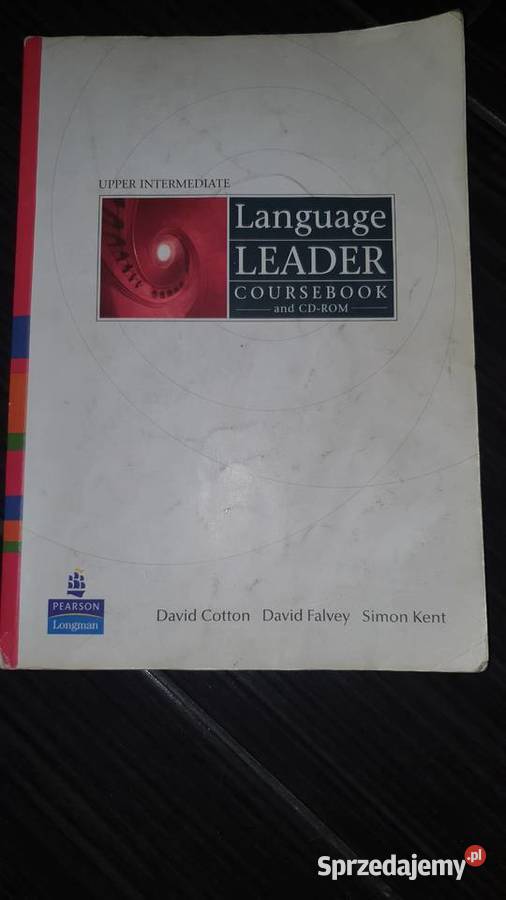 UPPER INTERMEDIATE
Language
LEADER
COURSEBOOK
and CD-ROM
PEARSON
Longman
David Cotton David Falvey Simon Kent
Sprzedajemy.pl